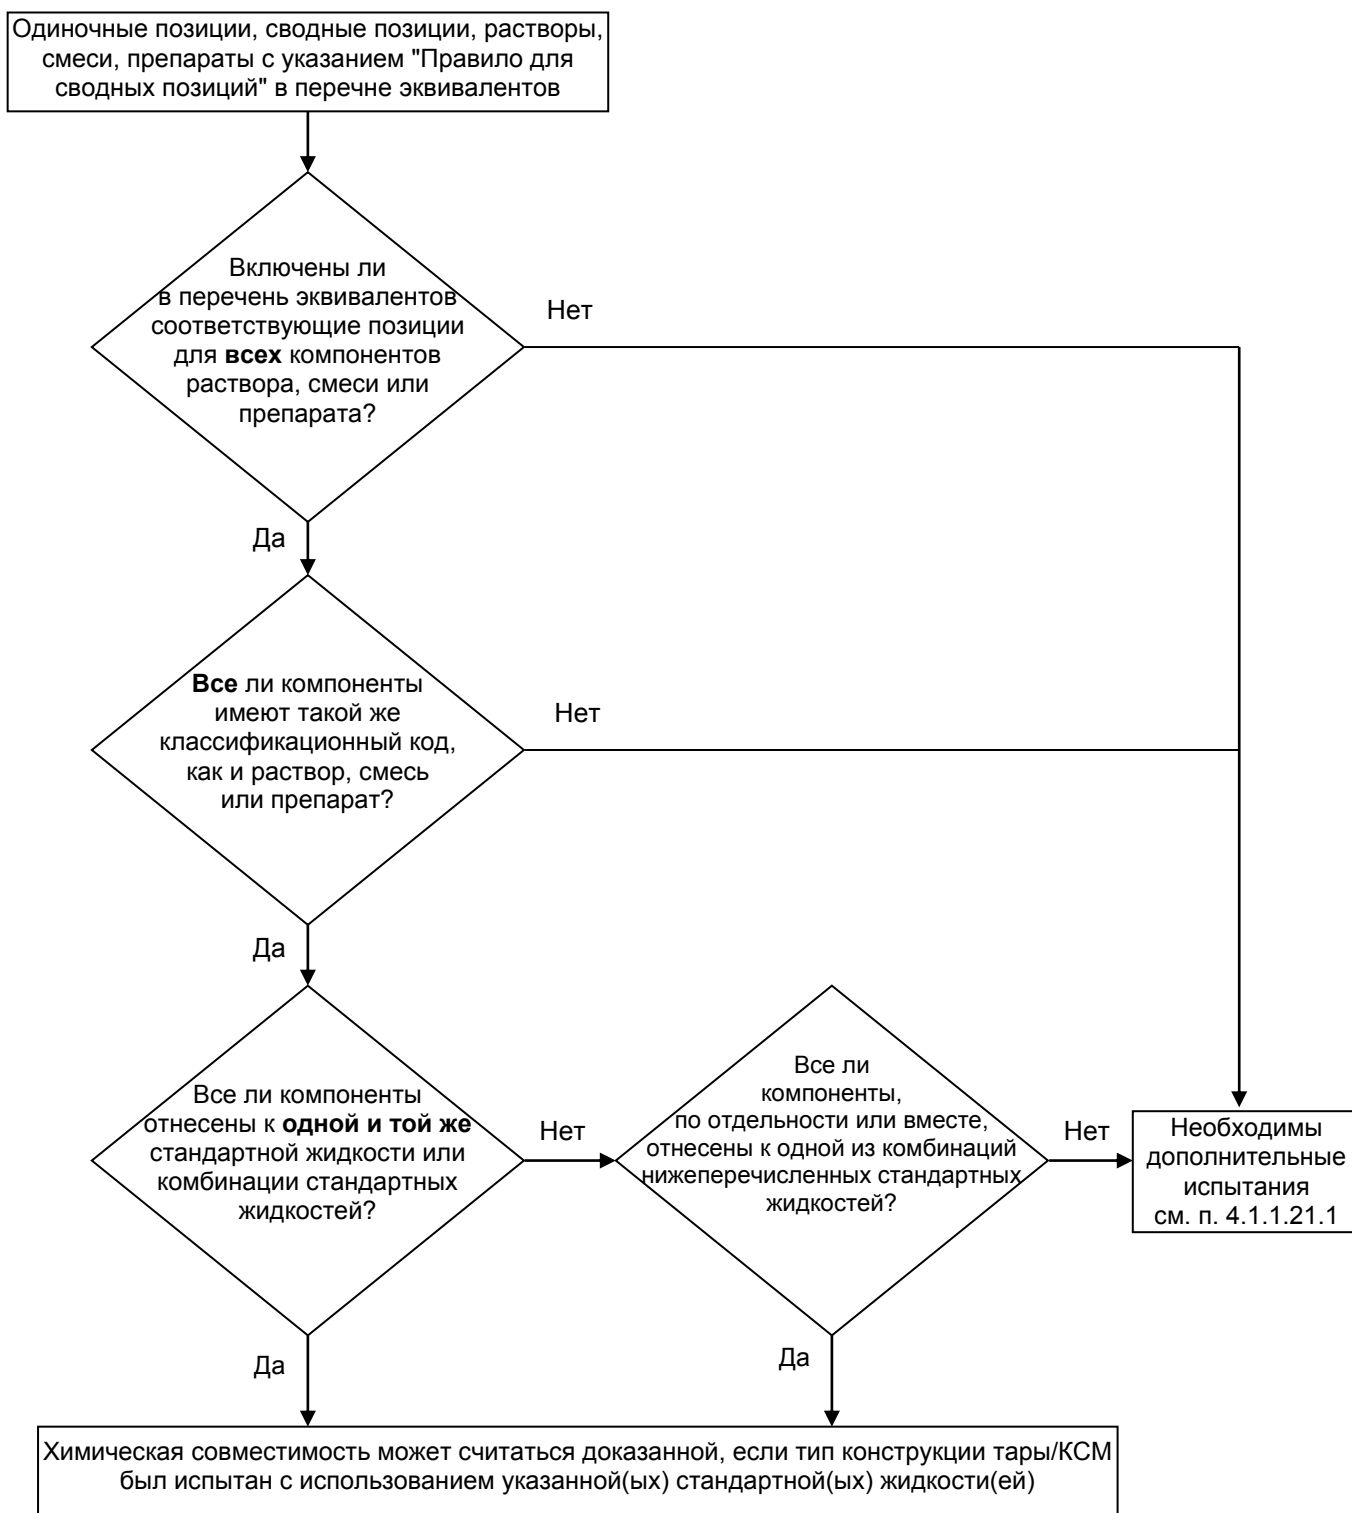 Одиночные позиции, сводные позиции, растворы,
смеси, препараты с указанием "Правило для
сводных позиций" в перечне эквивалентов
Включены ли
в перечень эквивалентов
соответствующие позиции
для всех компонентов
раствора, смеси или
препарата?
Нет
Да
Все ли компоненты
имеют такой же
классификационный код,
как и раствор, смесь
или препарат?
Нет
Да
Все ли компоненты
отнесены к одной и той же
стандартной жидкости или
комбинации стандартных
жидкостей?
Нет
Все ли
компоненты,
по отдельности или вместе,
отнесены к одной из комбинаций
нижеперечисленных стандартных
жидкостей?
Нет
Необходимы
дополнительные
испытания
см. п. 4.1.1.21.1
Да
Да
Химическая совместимость может считаться доказанной, если тип конструкции тары/КСМ
был испытан с использованием указанной(ых) стандартной(ых) жидкости(ей)